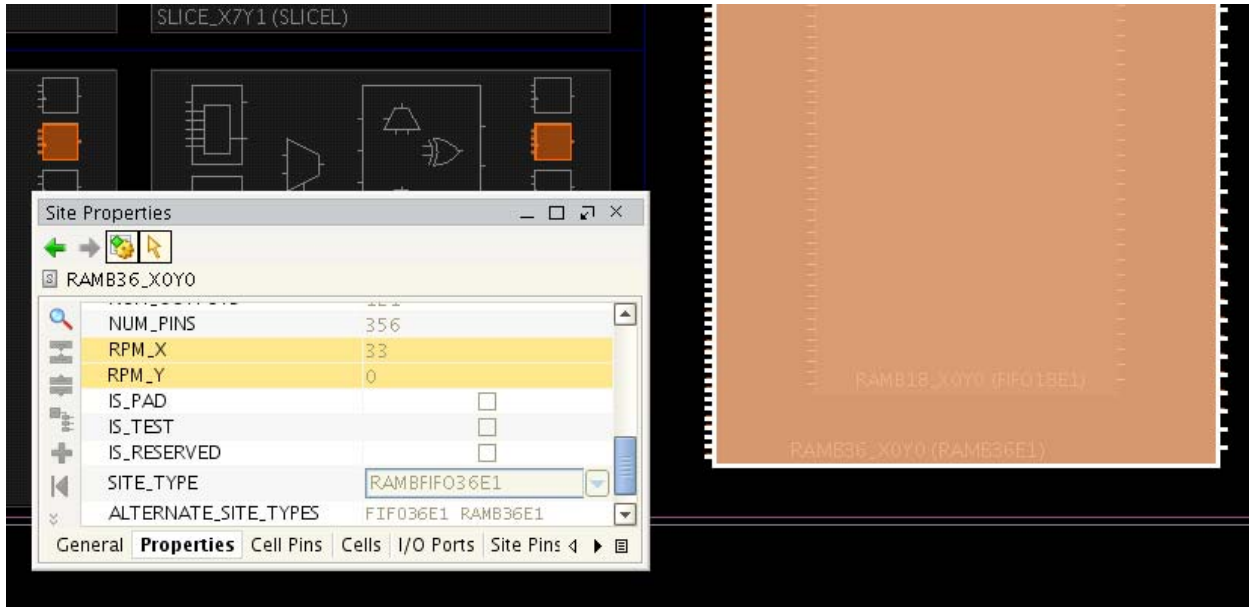 SLICE_X7Y1 (SLICEL)
Site Properties
RAMB36_X0Y0
NUM_PINS 356
RPM_X 33
RPM_Y 0
IS_PAD
IS_TEST
IS_RESERVED
SITE_TYPE RAMBFIFO36E1
ALTERNATE_SITE_TYPES FIFO36E1 RAMB36E1
General Properties Cell Pins Cells I/O Ports Site Pins
RAMB18_X0Y0 (FIFO18E1)
RAMB36_X0Y0 (RAMB36E1)